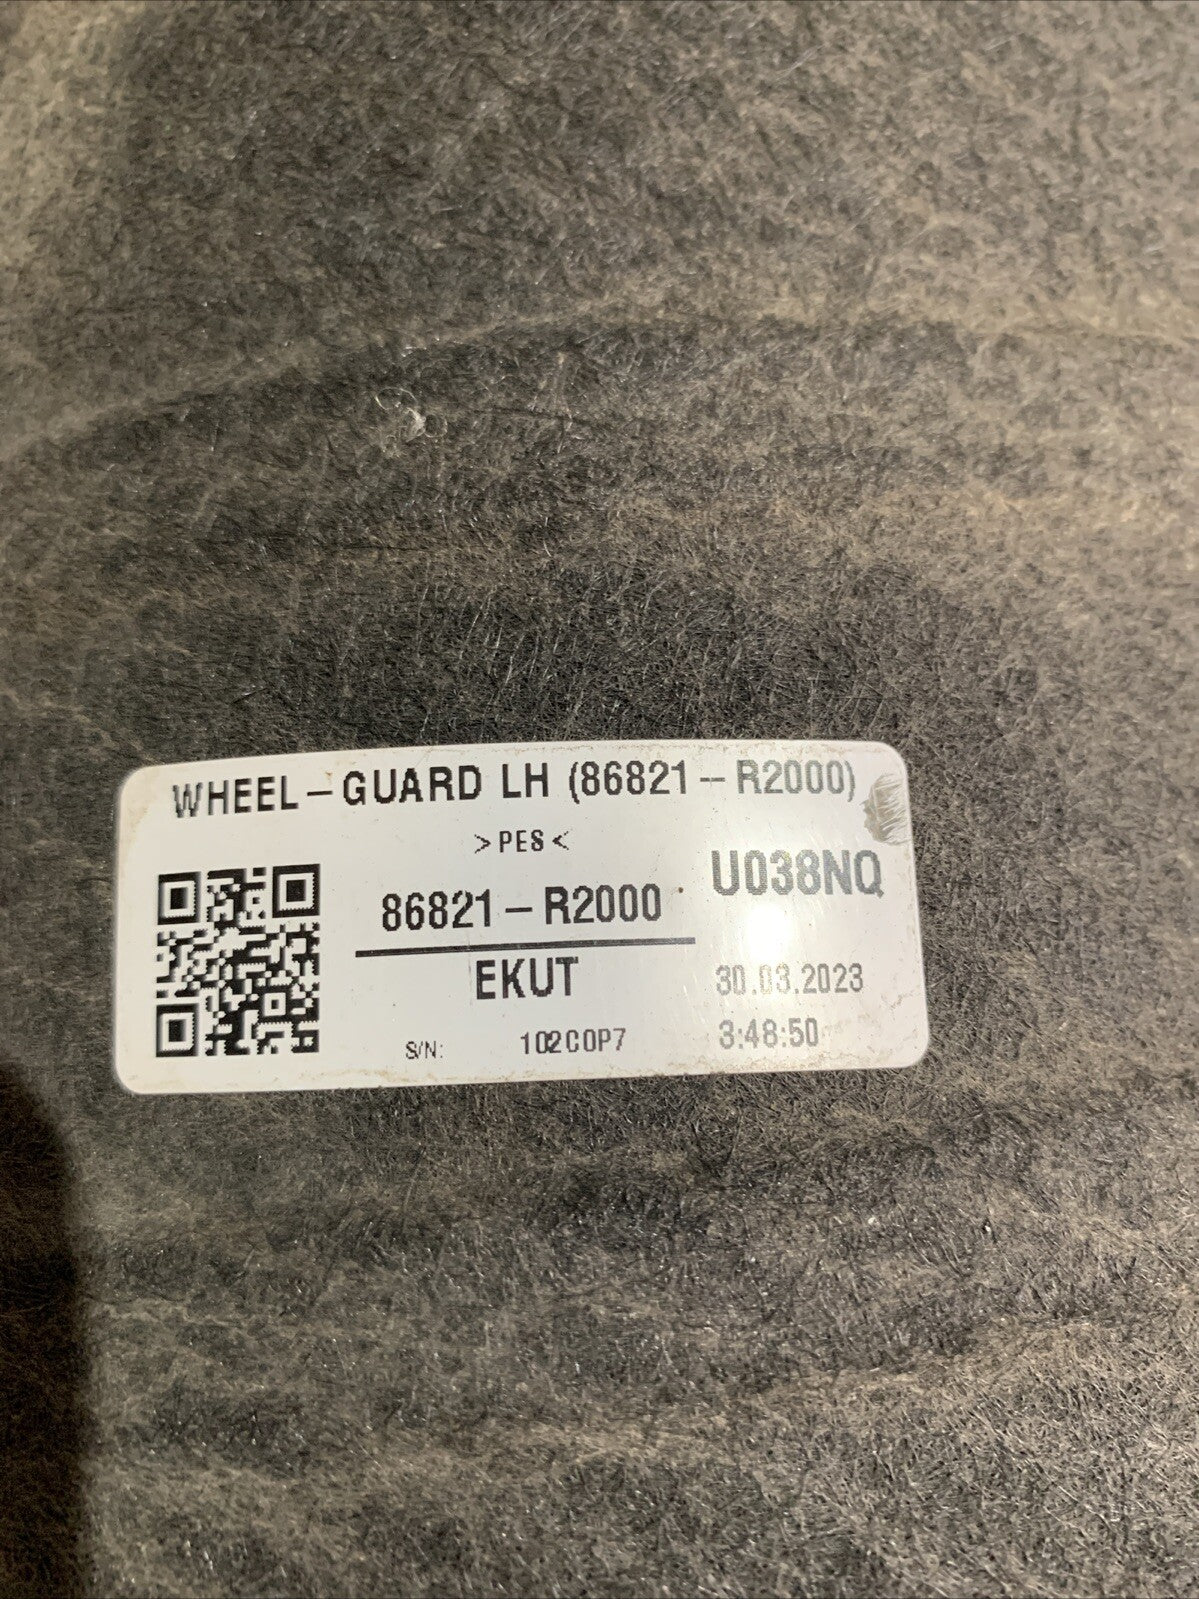 WHEEL-GUARD LH (86821-R2000)
>PES<
86821-R2000
U038NQ
EKUT
30.03.2023
S/N: 102C0P7
3:48:50